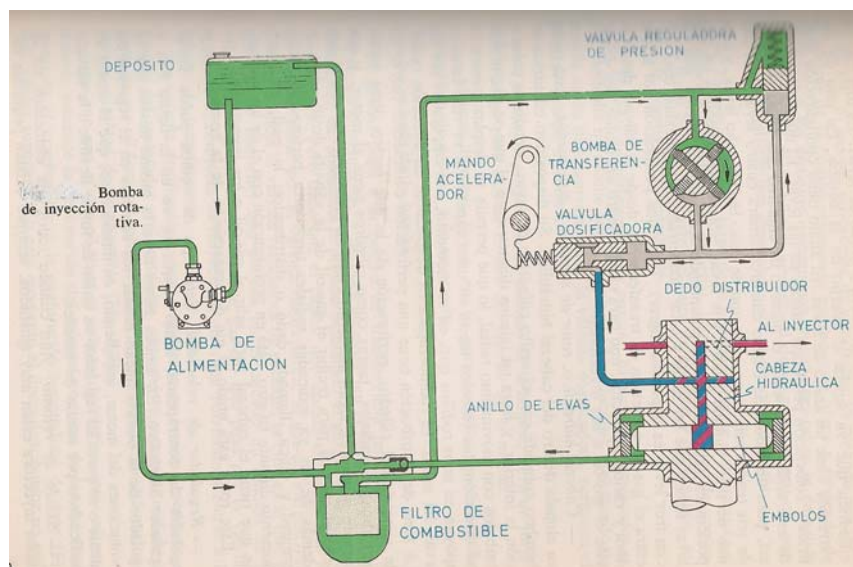 VALVULA REGULADORA
DE PRESION
DEPOSITO
BOMBA DE
TRANSFEREN-
CIA
MANDO
ACELERA-
DOR
Bomba
de inyección rota-
tiva.
VALVULA
DOSIFICADORA
DEDO DISTRIBUIDOR
AL INYECTOR
BOMBA DE
ALIMENTACION
CABEZA
HIDRAULICA
ANILLO DE LEVAS
FILTRO DE
COMBUSTIBLE
EMBOLOS